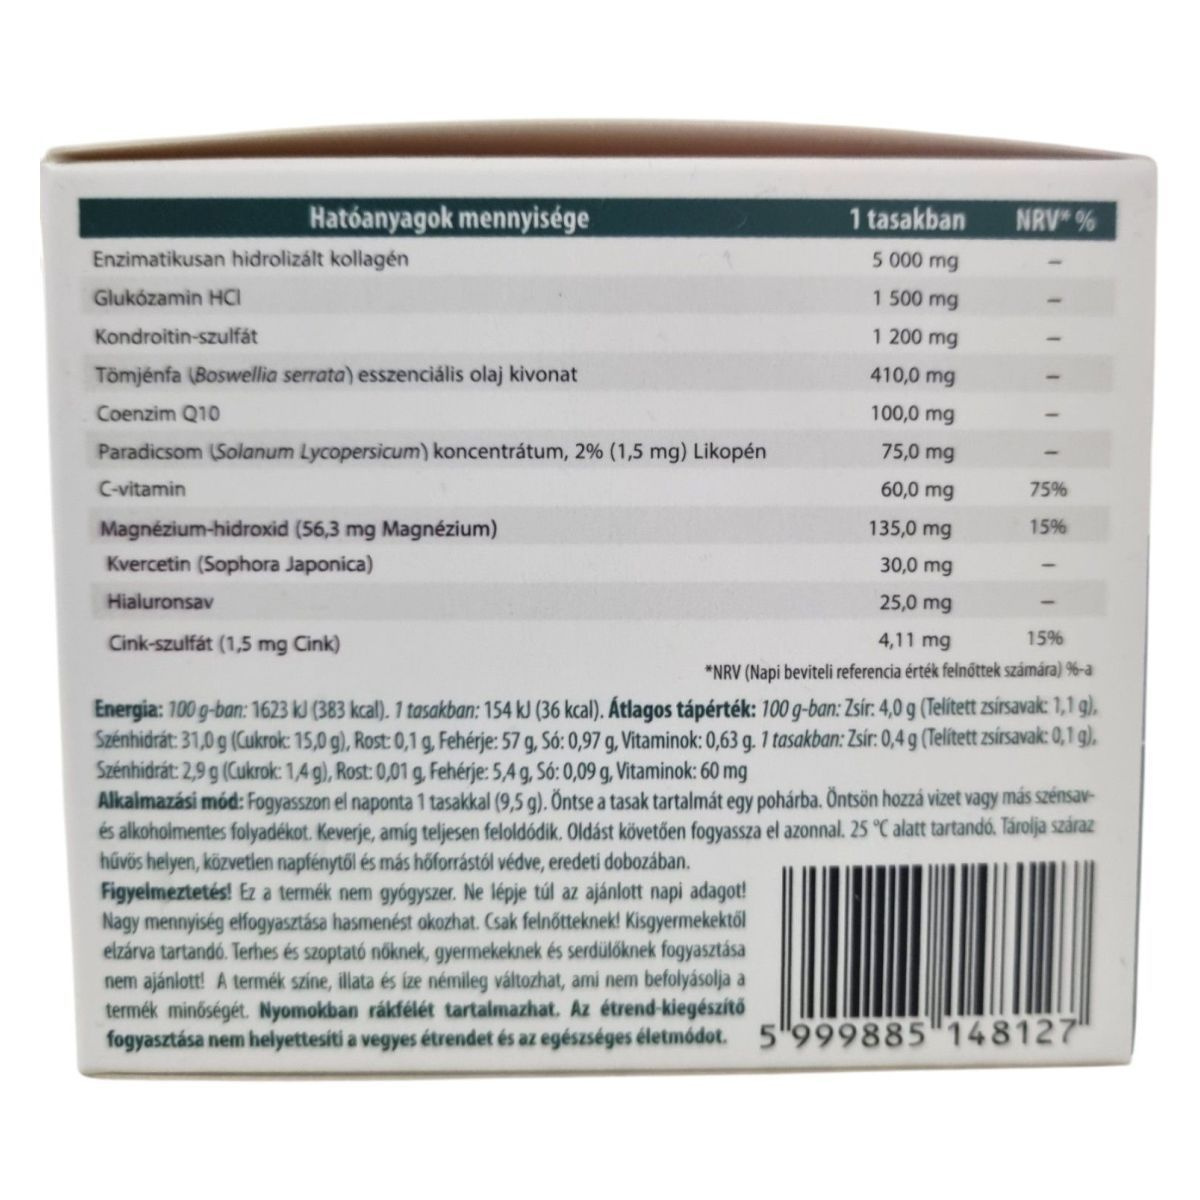 Hatóanyagok mennyisége 1 tasakban NRV* %
Enzimatikusan hidrolizált kollagén 5 000 mg –
Glukózamin HCl 1 500 mg –
Kondroitin-szulfát 1 200 mg –
Tömjénfa (Boswellia serrata) esszenciális olaj kivonat 410,0 mg –
Coenzim Q10 100,0 mg –
Paradicsom (Solanum Lycopersicum) koncentrátum, 2% (1,5 mg) Likopén 75,0 mg –
C-vitamin 60,0 mg 75%
Magnézium-hidroxid (56,3 mg Magnézium) 135,0 mg 15%
Kvercetin (Sophora Japonica) 30,0 mg –
Hialuronsav 25,0 mg –
Cink-szulfát (1,5 mg Cink) 4,11 mg 15%
*NRV (Napi beviteli referencia érték felnőttek számára) %-a
Energia: 100 g-ban: 1623 kJ (383 kcal). 1 tasakban: 154 kJ (36 kcal). Átlagos tápérték: 100 g-ban: Zsír: 4,0 g (Telített zsírsavak: 1,1 g),
Szénhidrát: 31,0 g (Cukrok: 15,0 g), Rost: 0,1 g, Fehérje: 57 g, Só: 0,97 g, Vitaminok: 0,63 g. 1 tasakban: Zsír: 0,4 g (Telített zsírsavak: 0,1 g),
Szénhidrát: 2,9 g (Cukrok: 1,4 g), Rost: 0,01 g, Fehérje: 5,4 g, Só: 0,09 g, Vitaminok: 60 mg
Alkalmazási mód: Fogyasszon el naponta 1 tasakkal (9,5 g). Öntse a tasak tartalmát egy pohárba. Öntsön hozzá vizet vagy más szénsav-
és alkoholmentes folyadékot. Keverje, amíg teljesen feloldódik. Oldást követően fogyassza el azonnal. 25 °C alatt tartandó. Tárolja száraz
hűvös helyen, közvetlen napfénytől és más hőforrástól védve, eredeti dobozában.
Figyelmeztetés! Ez a termék nem gyógyszer. Ne lépje túl az ajánlott napi adagot!
Nagy mennyiség elfogyasztása hasmenést okozhat. Csak felnőtteknek! Kisgyermekektől
elzárva tartandó. Terhes és szoptató nőknek, gyermekeknek és serdülőknek fogyasztása
nem ajánlott! A termék színe, illata és íze némileg változhat, ami nem befolyásolja a
termék minőségét. Nyomokban rákfélét tartalmazhat. Az étrend-kiegészítő
fogyasztása nem helyettesíti a vegyes étrendet és az egészséges életmódot.
5 999885 148127